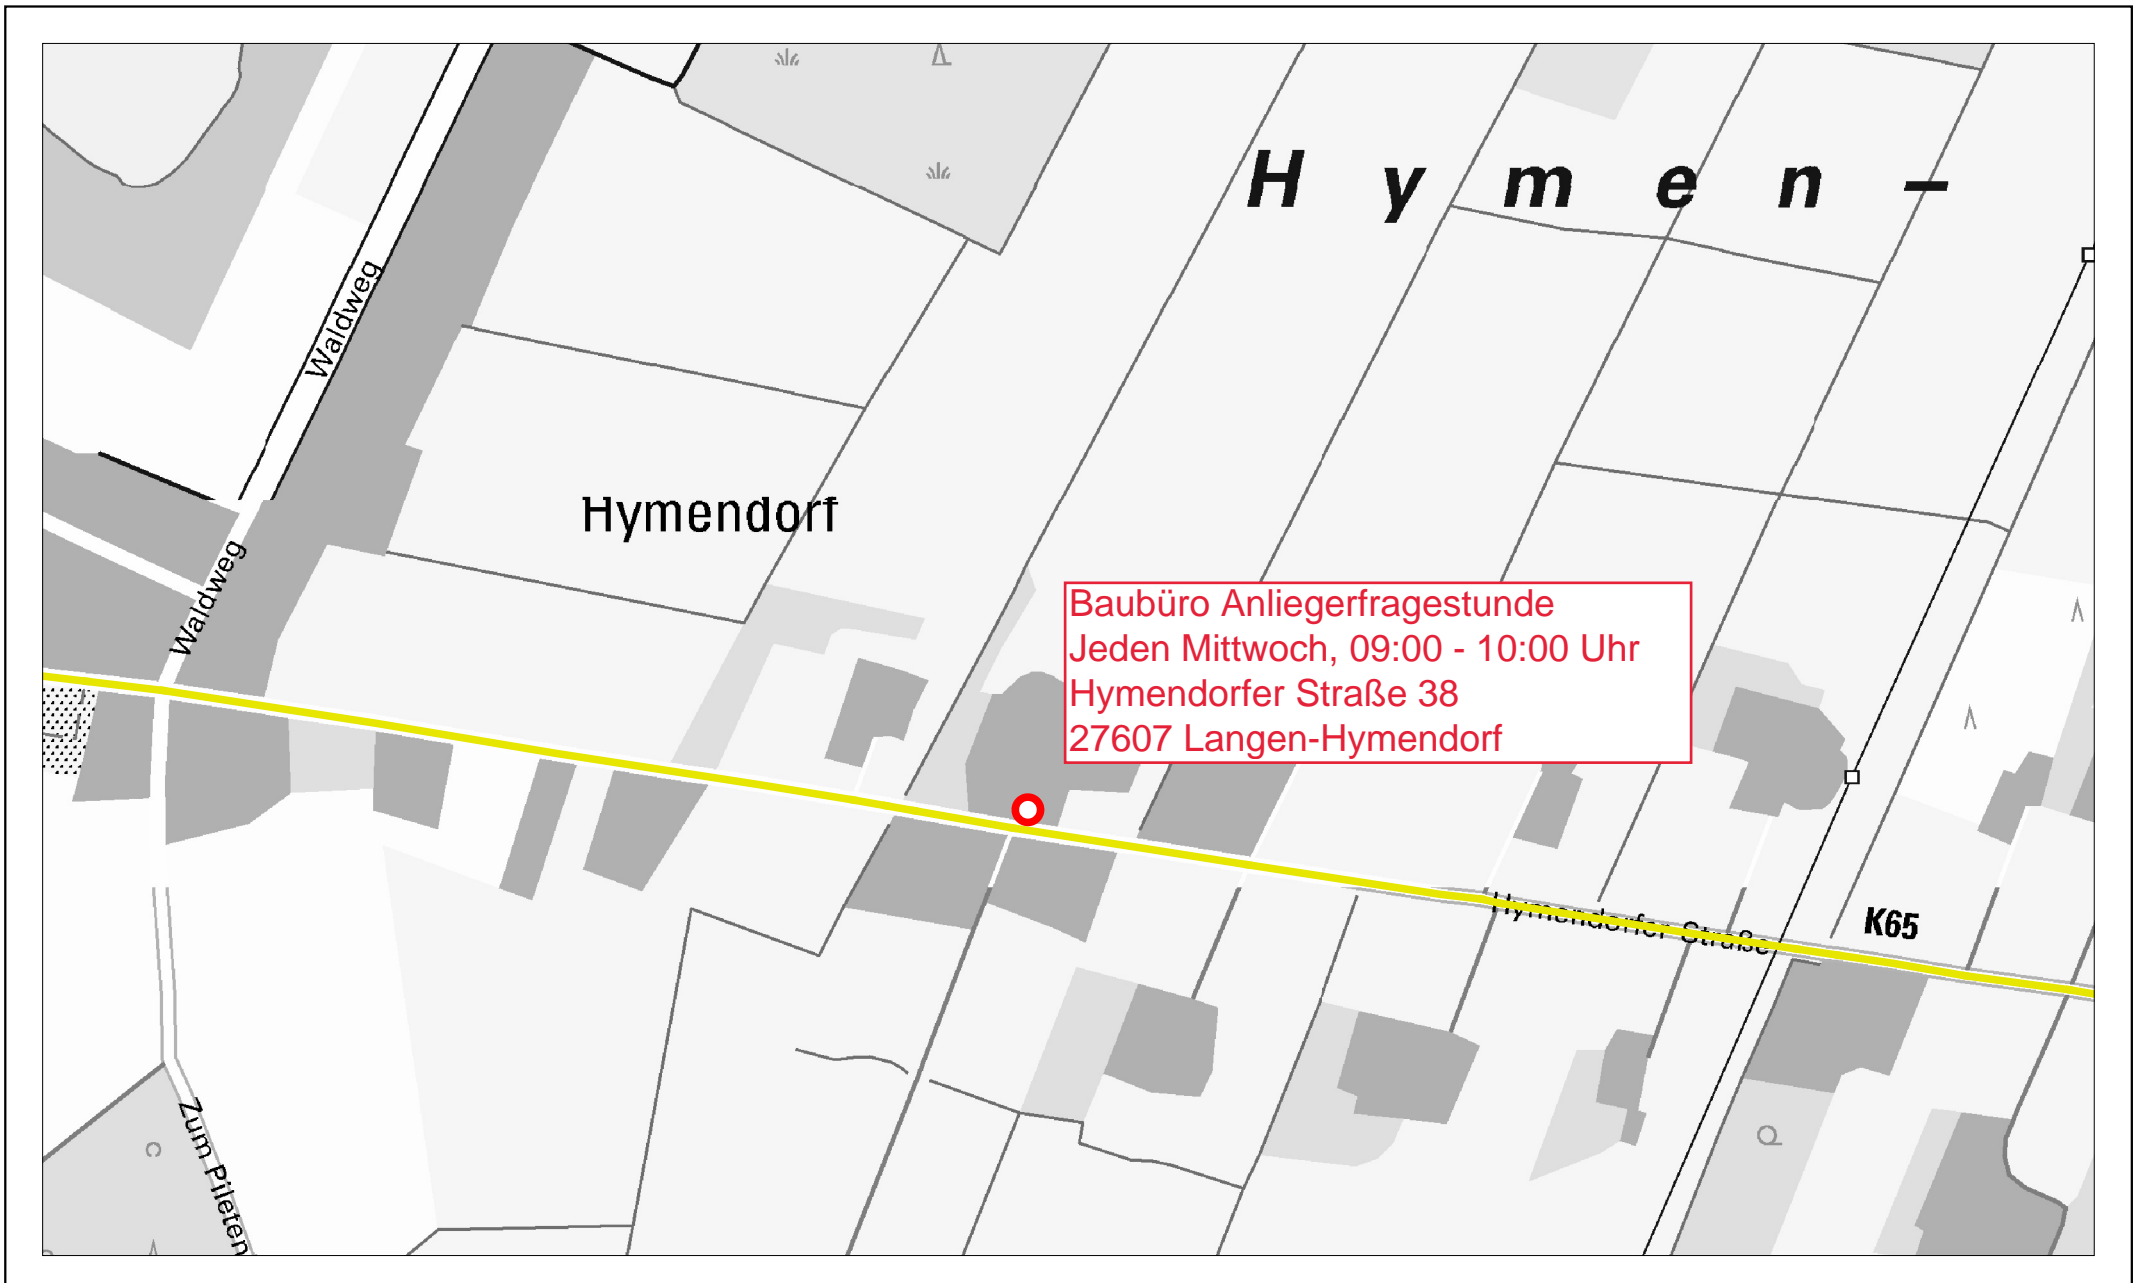 H y m e n –
Waldweg
Hymendorf
Waldweg
Baubüro Anliegerfragestunde
Jeden Mittwoch, 09:00 - 10:00 Uhr
Hymendorfer Straße 38
27607 Langen-Hymendorf
Hymendorfer Straße
K65
Zum Pileten